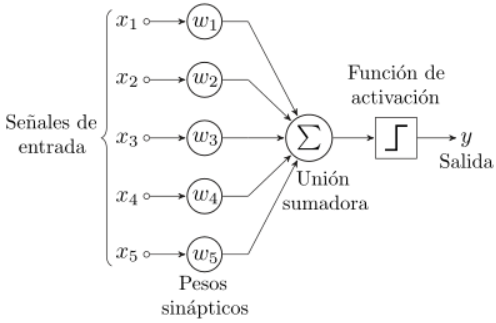 x1 w1
x2 w2
Función de
activación
Señales de
entrada
x3 w3 Σ y
Salida
Unión
sumadora
x4 w4
x5 w5
Pesos
sinápticos